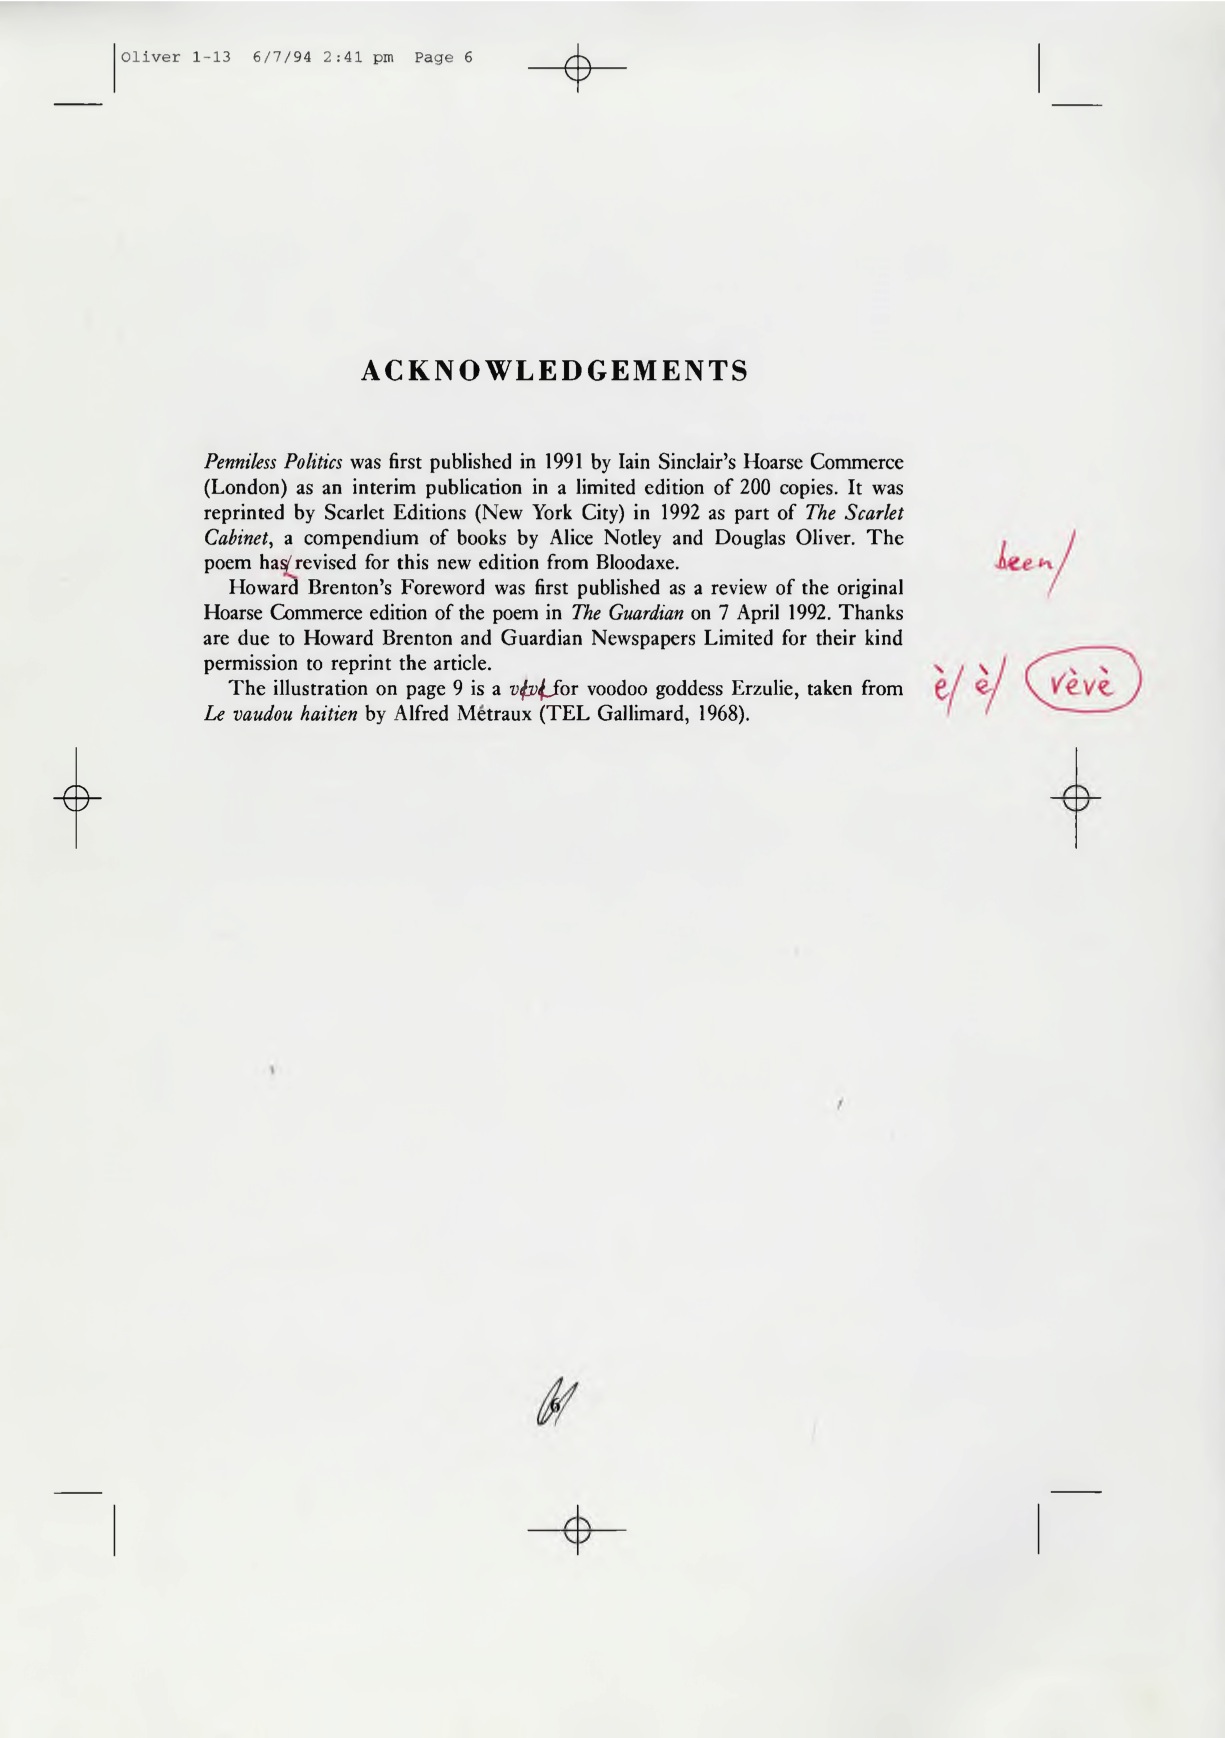 Oliver 1-13 6/7/94 2:41 pm Page 6
ACKNOWLEDGEMENTS
Penniless Politics was first published in 1991 by Iain Sinclair's Hoarse Commerce
(London) as an interim publication in a limited edition of 200 copies. It was
reprinted by Scarlet Editions (New York City) in 1992 as part of The Scarlet
Cabinet, a compendium of books by Alice Notley and Douglas Oliver. The
poem has revised for this new edition from Bloodaxe.
been/
Howard Brenton's Foreword was first published as a review of the original
Hoarse Commerce edition of the poem in The Guardian on 7 April 1992. Thanks
are due to Howard Brenton and Guardian Newspapers Limited for their kind
permission to reprint the article.
The illustration on page 9 is a vévé for voodoo goddess Erzulie, taken from
è/ è/ vèvè
Le vaudou haitien by Alfred Métraux (TEL Gallimard, 1968).
6